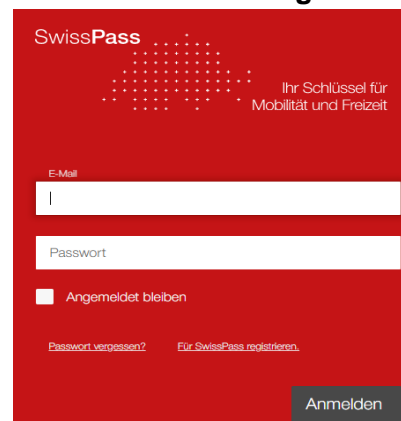 SwissPass
Ihr Schlüssel für
Mobilität und Freizeit
E-Mail
Passwort
Angemeldet bleiben
Passwort vergessen? Für SwissPass registrieren.
Anmelden